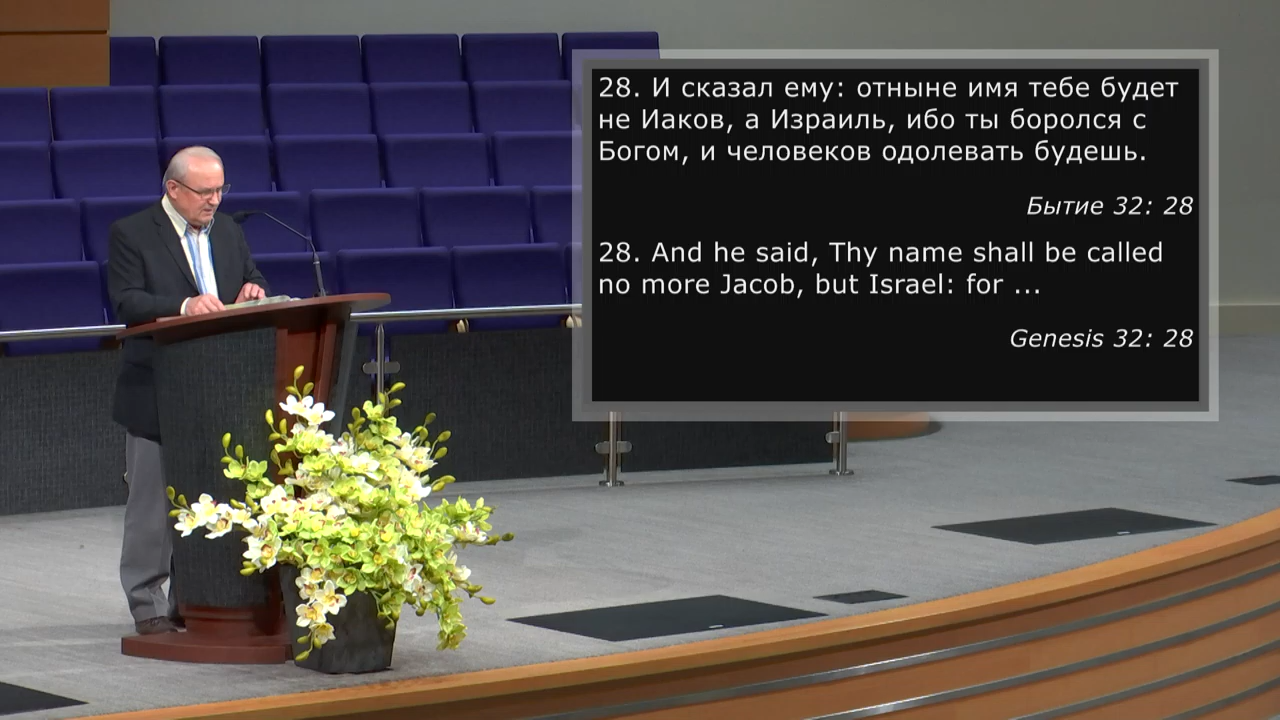 28. И сказал ему: отныне имя тебе будет
не Иаков, а Израиль, ибо ты боролся с
Богом, и человеков одолевать будешь.
Бытие 32: 28
28. And he said, Thy name shall be called
no more Jacob, but Israel: for ...
Genesis 32: 28